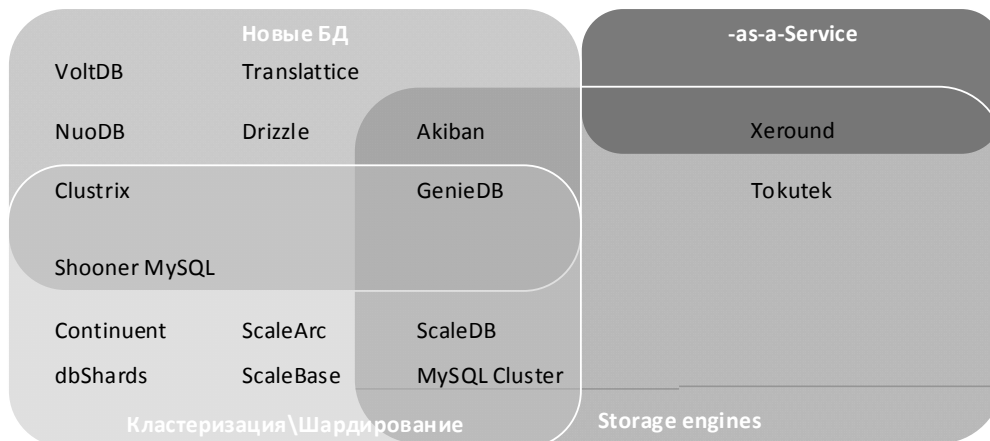 Новые БД
-as-a-Service
VoltDB Translattice
NuoDB Drizzle Akiban Xeround
Clustrix GenieDB Tokutek
Shooner MySQL
Continuent ScaleArc ScaleDB
dbShards ScaleBase MySQL Cluster
Кластеризация\Шардирование
Storage engines